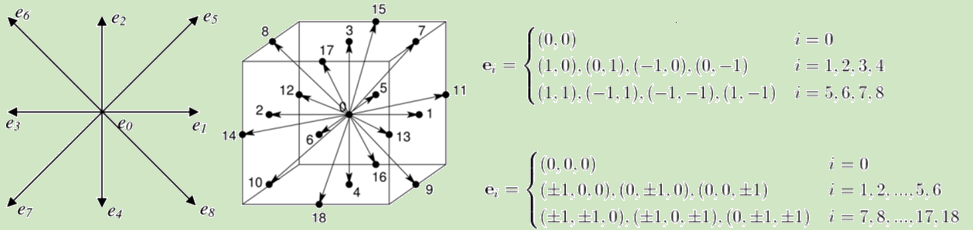 e₆ e₂ e₅
e₃ e₀ e₁
e₇ e₄ e₈
15
8 3 7
17
12 5 11
2 0 1
14 6 13
10 16
4 9
18
𝐞ᵢ = { (0, 0) i = 0
(1, 0), (0, 1), (−1, 0), (0, −1) i = 1, 2, 3, 4
(1, 1), (−1, 1), (−1, −1), (1, −1) i = 5, 6, 7, 8
𝐞ᵢ = { (0, 0, 0) i = 0
(±1, 0, 0), (0, ±1, 0), (0, 0, ±1) i = 1, 2, ..., 5, 6
(±1, ±1, 0), (±1, 0, ±1), (0, ±1, ±1) i = 7, 8, ..., 17, 18